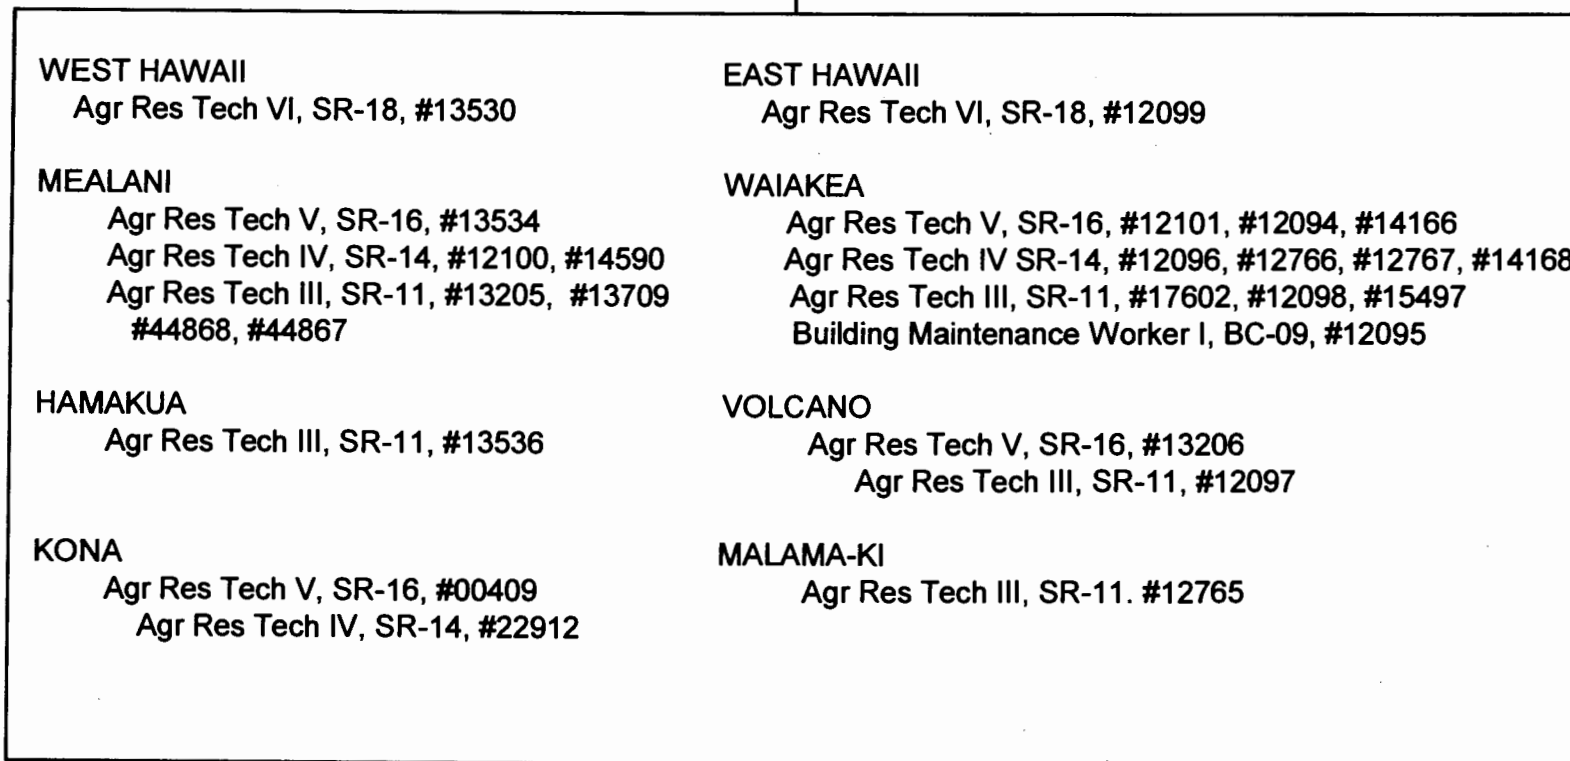 WEST HAWAII
Agr Res Tech VI, SR-18, #13530
MEALANI
Agr Res Tech V, SR-16, #13534
Agr Res Tech IV, SR-14, #12100, #14590
Agr Res Tech III, SR-11, #13205, #13709
#44868, #44867
HAMAKUA
Agr Res Tech III, SR-11, #13536
KONA
Agr Res Tech V, SR-16, #00409
Agr Res Tech IV, SR-14, #22912
EAST HAWAII
Agr Res Tech VI, SR-18, #12099
WAIAKEA
Agr Res Tech V, SR-16, #12101, #12094, #14166
Agr Res Tech IV SR-14, #12096, #12766, #12767, #14168
Agr Res Tech III, SR-11, #17602, #12098, #15497
Building Maintenance Worker I, BC-09, #12095
VOLCANO
Agr Res Tech V, SR-16, #13206
Agr Res Tech III, SR-11, #12097
MALAMA-KI
Agr Res Tech III, SR-11. #12765